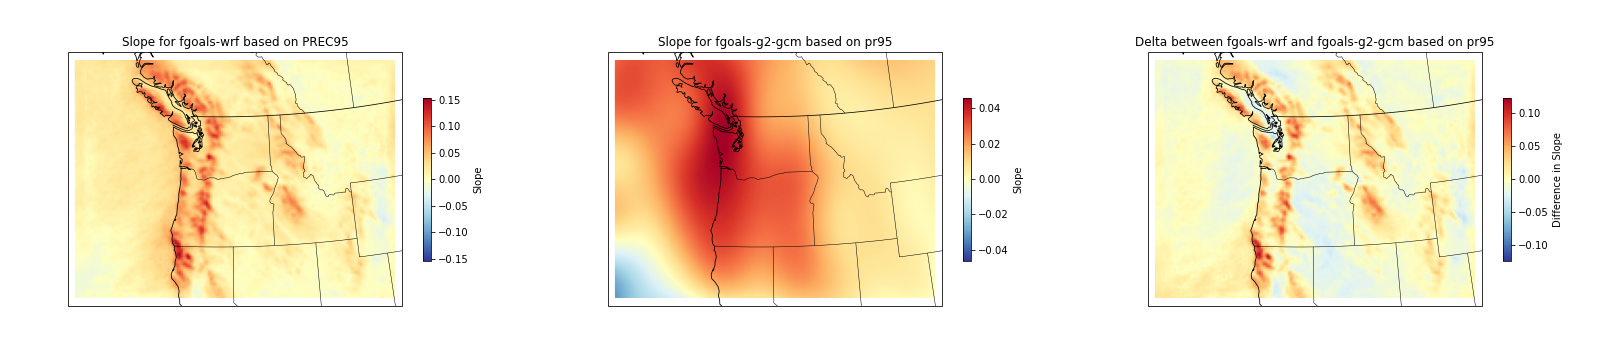 Slope for fgoals-wrf based on PREC95
0.15
0.10
0.05
0.00
−0.05
−0.10
−0.15
Slope
Slope for fgoals-g2-gcm based on pr95
0.04
0.02
0.00
−0.02
−0.04
Slope
Delta between fgoals-wrf and fgoals-g2-gcm based on pr95
0.10
0.05
0.00
−0.05
−0.10
Difference in Slope